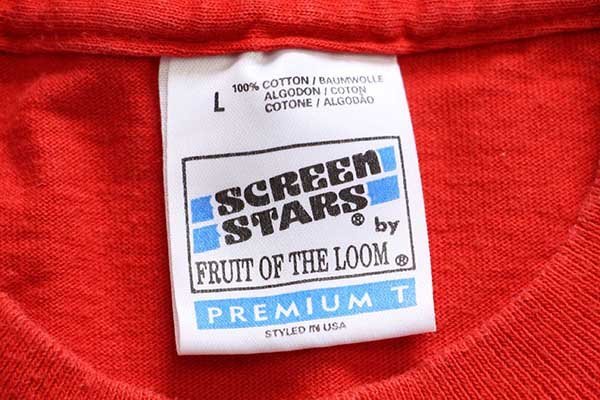 L 100% COTTON / BAUMWOLLE
ALGODON / COTON
COTONE / ALGODÃO
SCREEN
STARS ® by
FRUIT OF THE LOOM ®
PREMIUM T
STYLED IN USA